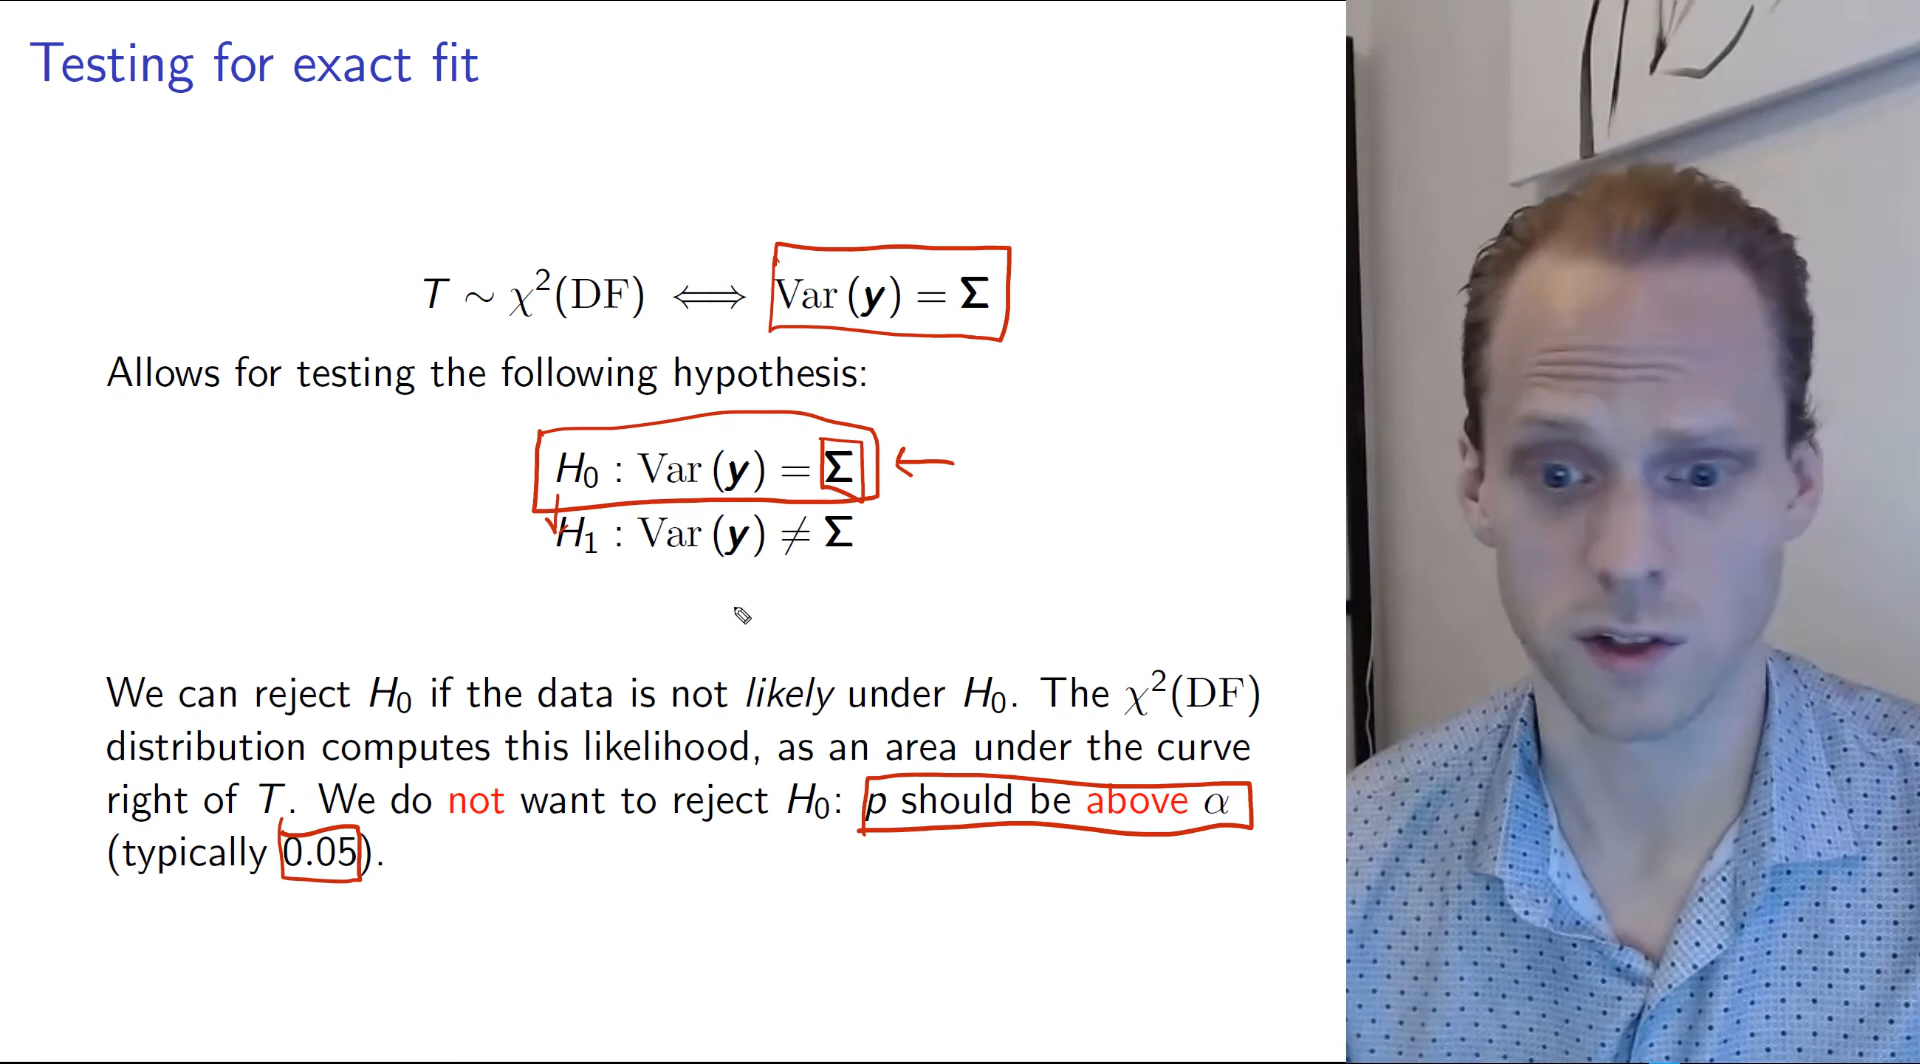 Testing for exact fit
T ∼ χ²(DF) ⟺ Var(y) = Σ
Allows for testing the following hypothesis:
H₀ : Var(y) = Σ
H₁ : Var(y) ≠ Σ
We can reject H₀ if the data is not likely under H₀. The χ²(DF)
distribution computes this likelihood, as an area under the curve
right of T. We do not want to reject H₀: p should be above α
(typically 0.05).